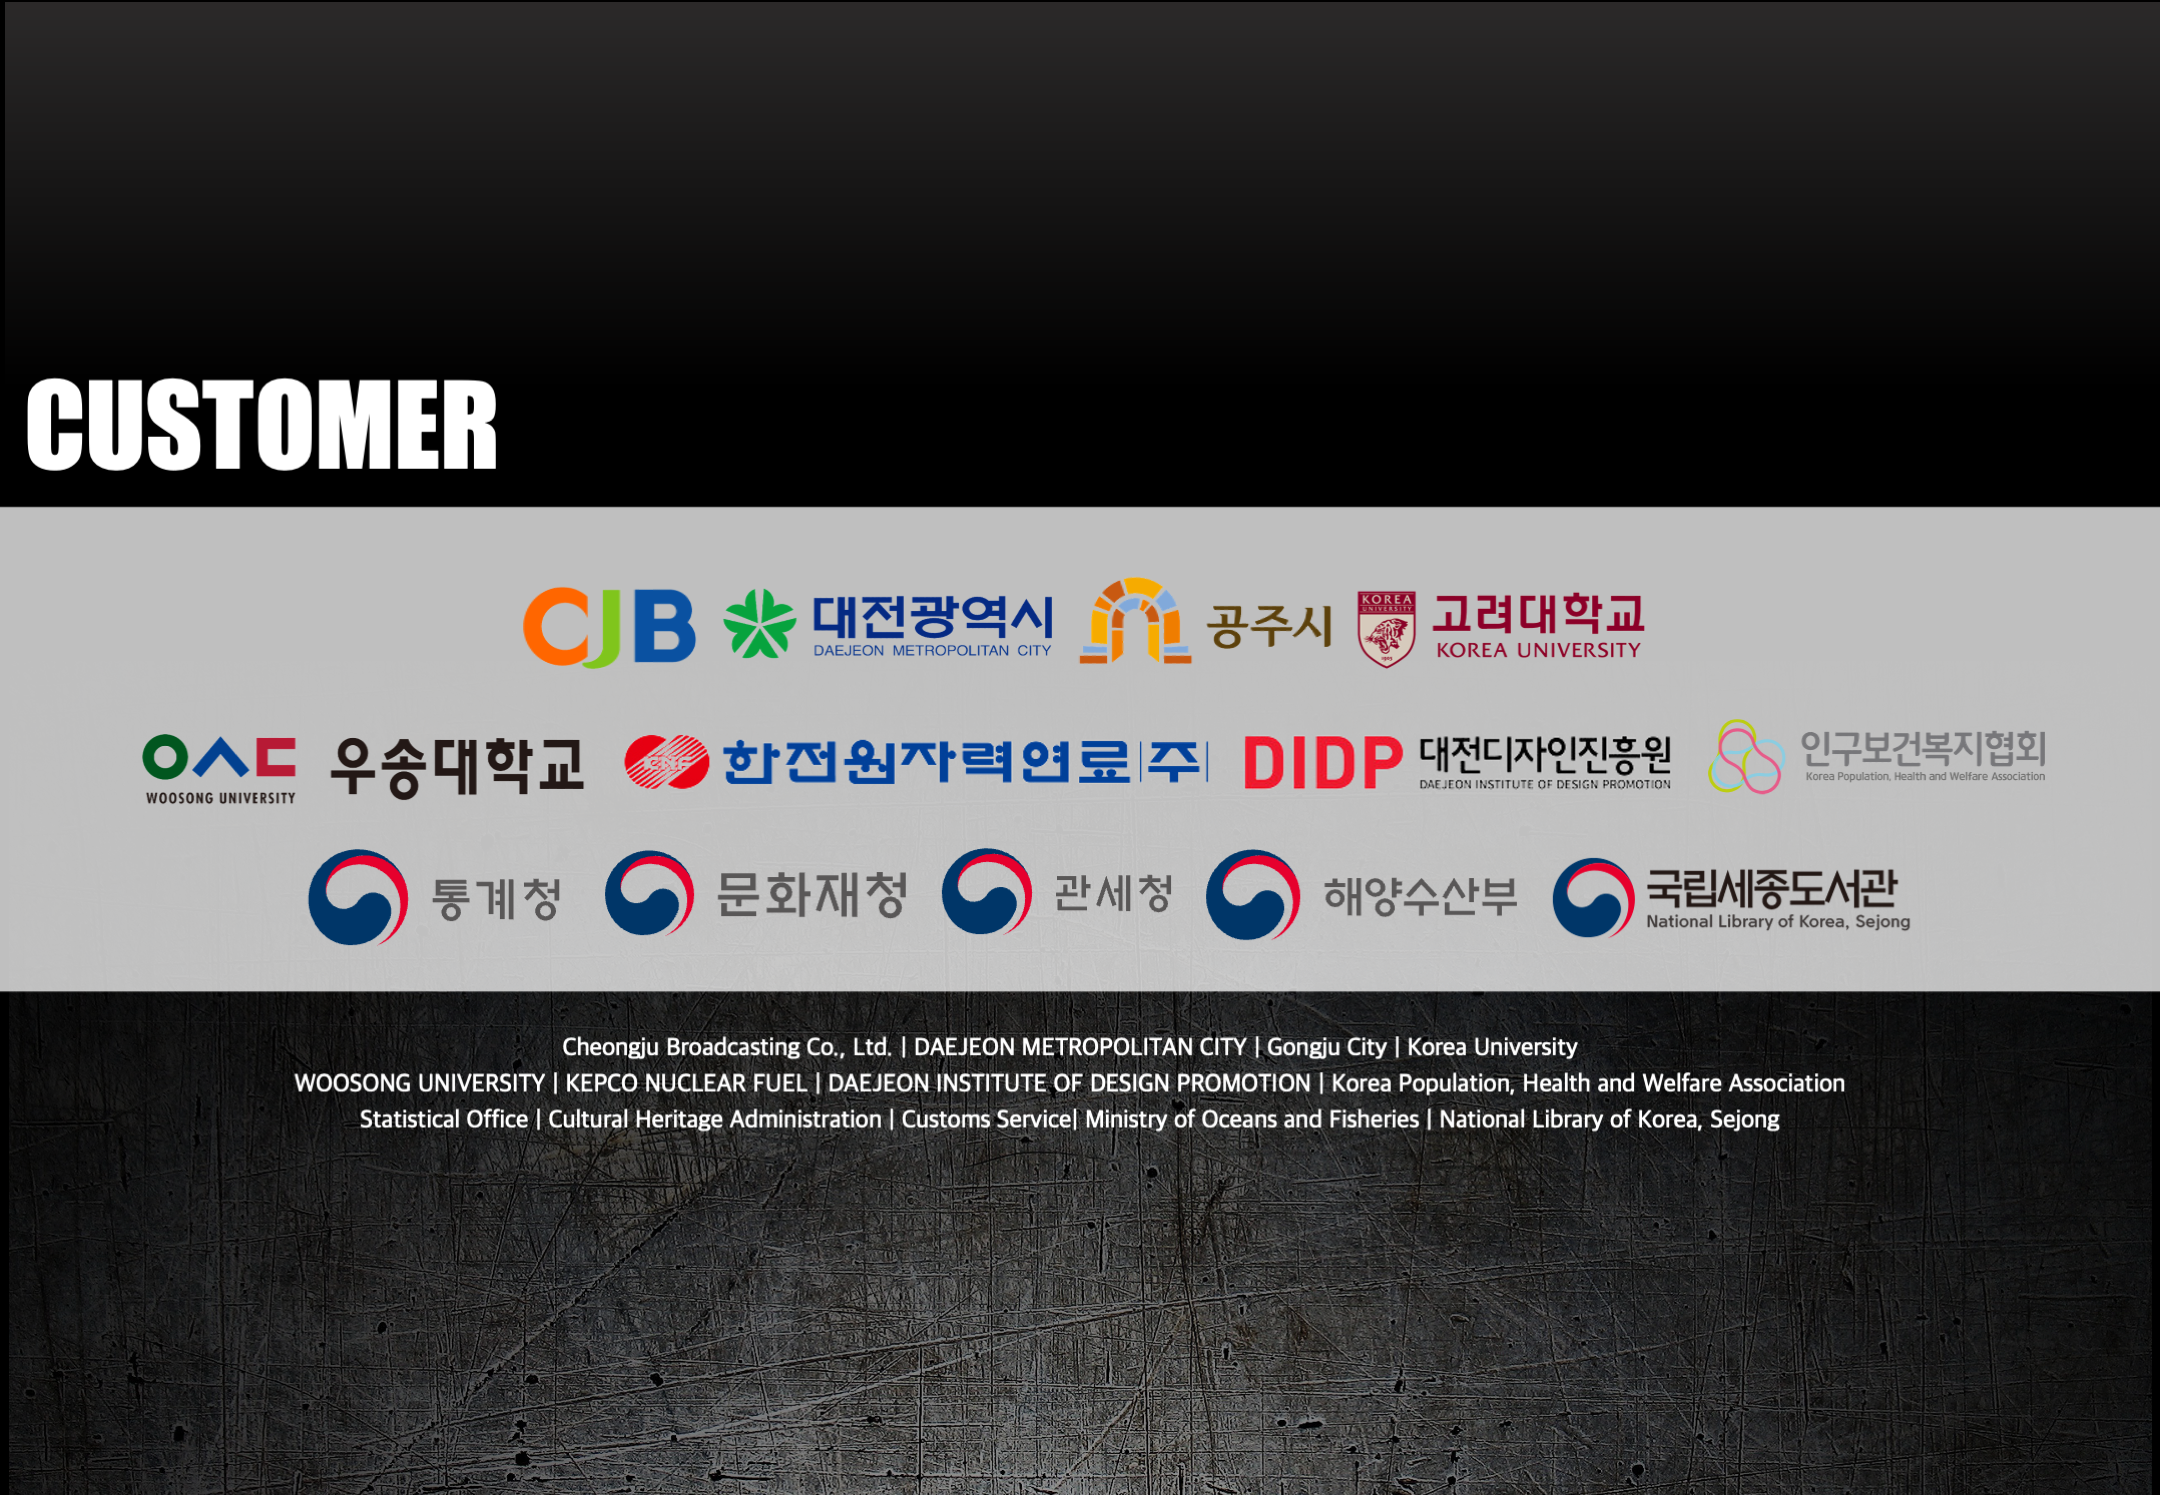 CUSTOMER
CJB 대전광역시 공주시 KOREA UNIVERSITY 고려대학교
DAEJEON METROPOLITAN CITY KOREA UNIVERSITY
우송대학교 KNF 한전원자력연료(주) DIDP 대전디자인진흥원 인구보건복지협회
WOOSONG UNIVERSITY DAEJEON INSTITUTE OF DESIGN PROMOTION Korea Population, Health and Welfare Association
통계청 문화재청 관세청 해양수산부 국립세종도서관
National Library of Korea, Sejong
Cheongju Broadcasting Co., Ltd. | DAEJEON METROPOLITAN CITY | Gongju City | Korea University
WOOSONG UNIVERSITY | KEPCO NUCLEAR FUEL | DAEJEON INSTITUTE OF DESIGN PROMOTION | Korea Population, Health and Welfare Association
Statistical Office | Cultural Heritage Administration | Customs Service| Ministry of Oceans and Fisheries | National Library of Korea, Sejong